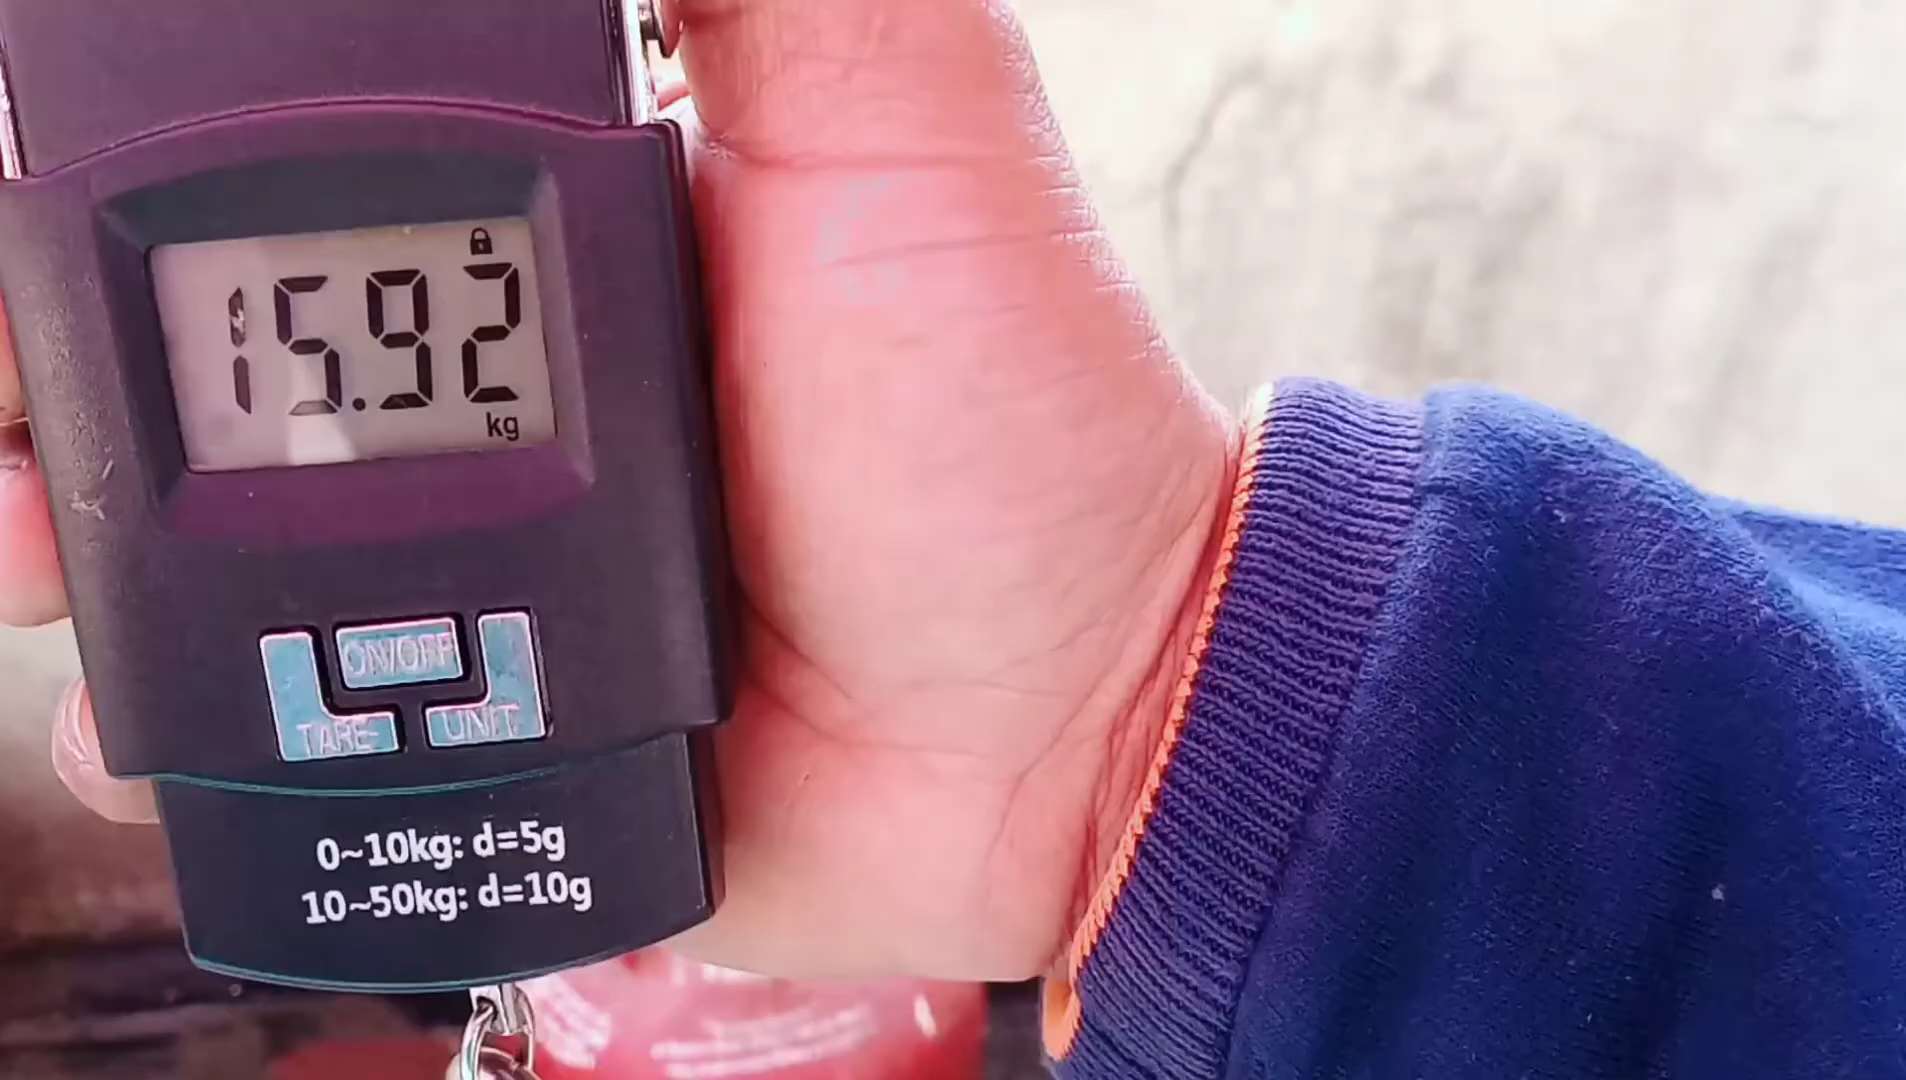 15.92
kg
ON/OFF
TARE UNIT
0~10kg: d=5g
10~50kg: d=10g